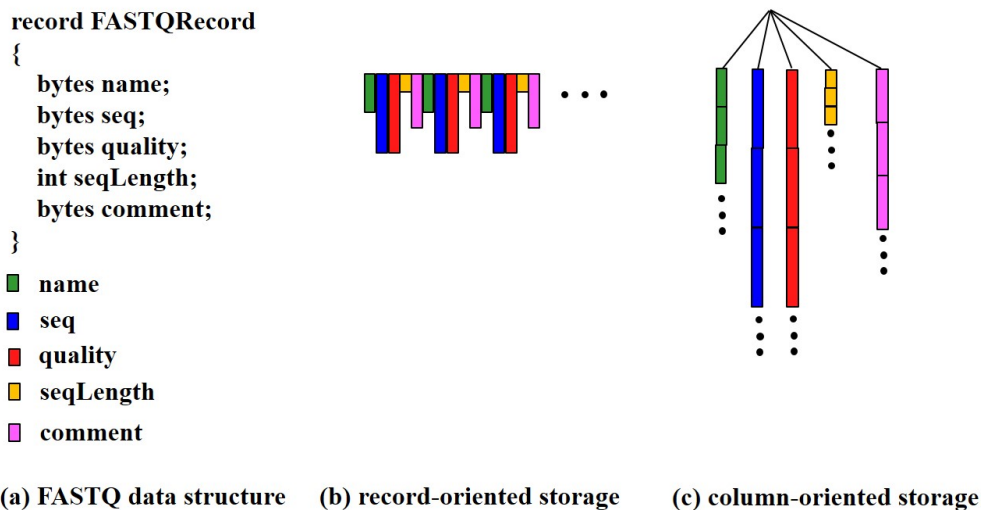 record FASTQRecord
{
bytes name;
bytes seq;
bytes quality;
int seqLength;
bytes comment;
}
name
seq
quality
seqLength
comment
(a) FASTQ data structure
(b) record-oriented storage
(c) column-oriented storage